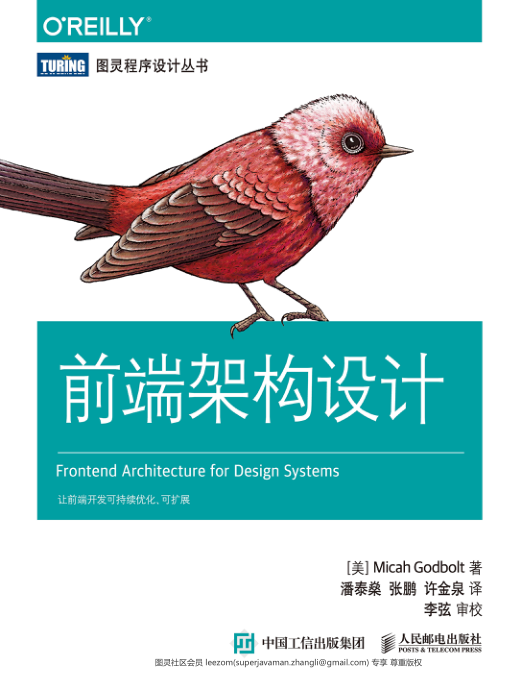 O'REILLY®
TURING 图灵程序设计丛书
前端架构设计
Frontend Architecture for Design Systems
让前端开发可持续优化、可扩展
[美] Micah Godbolt 著
潘泰燊 张鹏 许金泉 译
李弦 审校
中国工信出版集团 人民邮电出版社
POSTS & TELECOM PRESS
图灵社区会员 leezom(superjavaman.zhangli@gmail.com) 专享 尊重版权